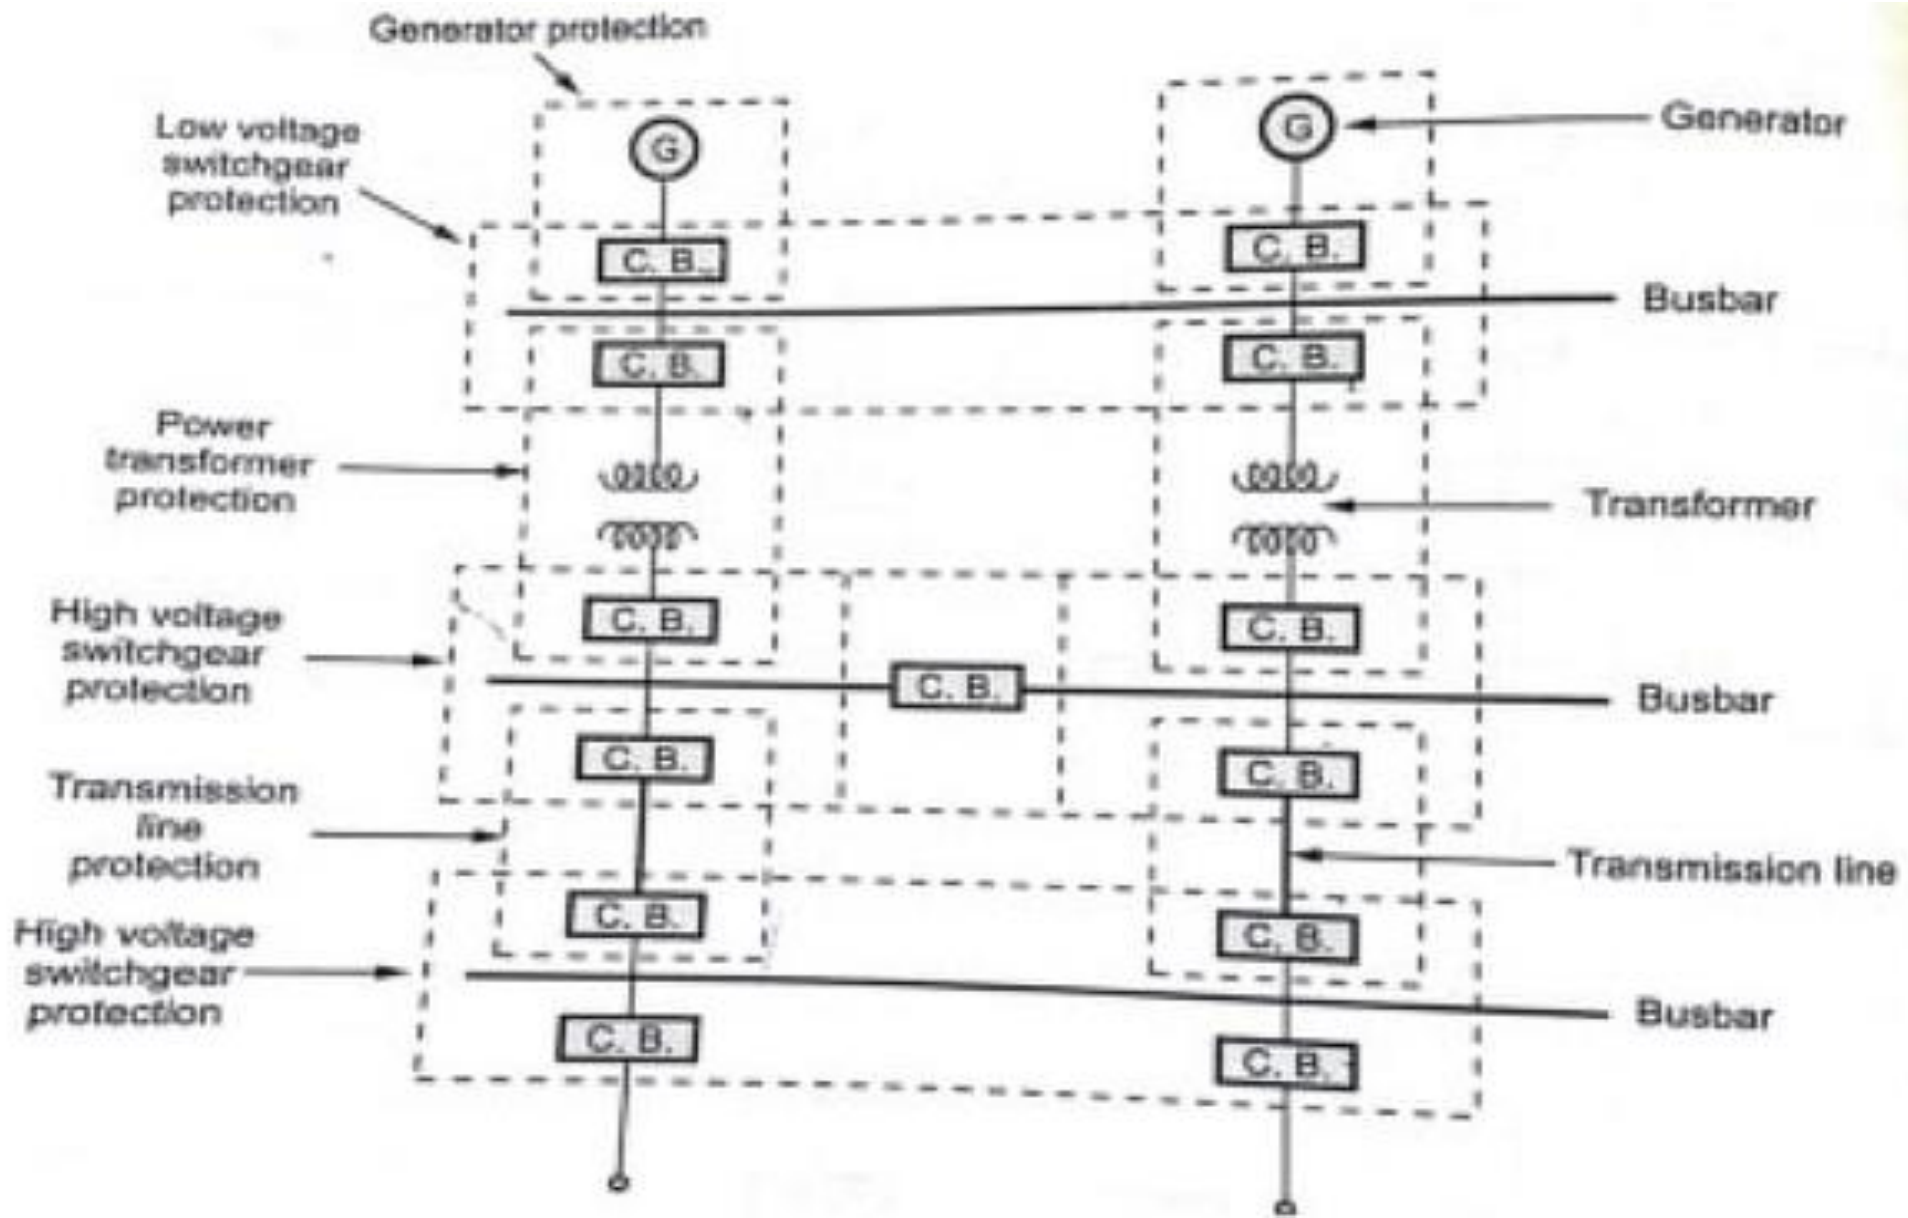 Generator protection
Low voltage
switchgear
protection
G
G
Generator
C. B.
C. B.
Busbar
C. B.
C. B.
Power
transformer
protection
Transformer
High voltage
switchgear
protection
C. B.
C. B.
C. B.
Busbar
C. B.
C. B.
Transmission
line
protection
Transmission line
C. B.
C. B.
High voltage
switchgear
protection
Busbar
C. B.
C. B.